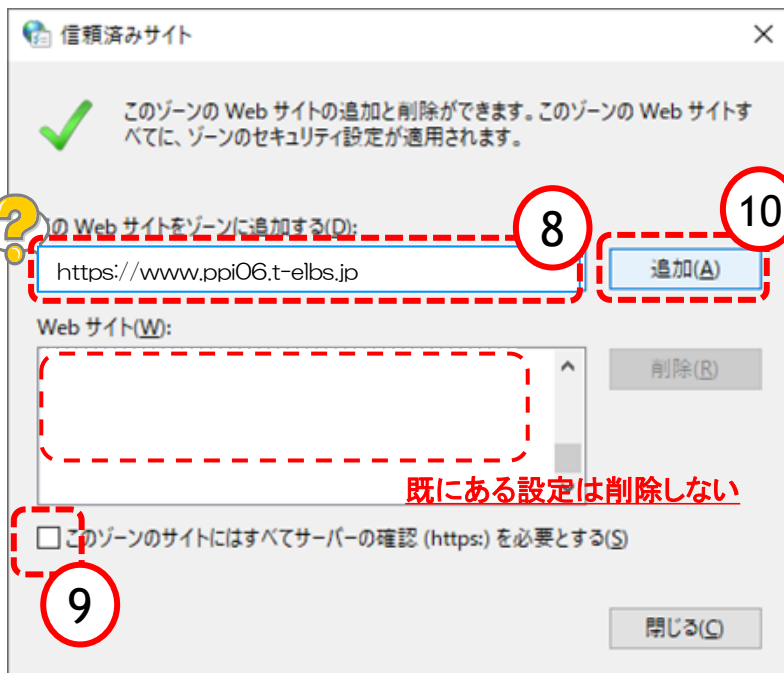 信頼済みサイト
このゾーンの Web サイトの追加と削除ができます。このゾーンの Web サイトす
べてに、ゾーンのセキュリティ設定が適用されます。
の Web サイトをゾーンに追加する(D):
8
10
https://www.ppi06.t-elbs.jp
追加(A)
Web サイト(W):
削除(R)
既にある設定は削除しない
このゾーンのサイトにはすべてサーバーの確認 (https:) を必要とする(S)
9
閉じる(C)